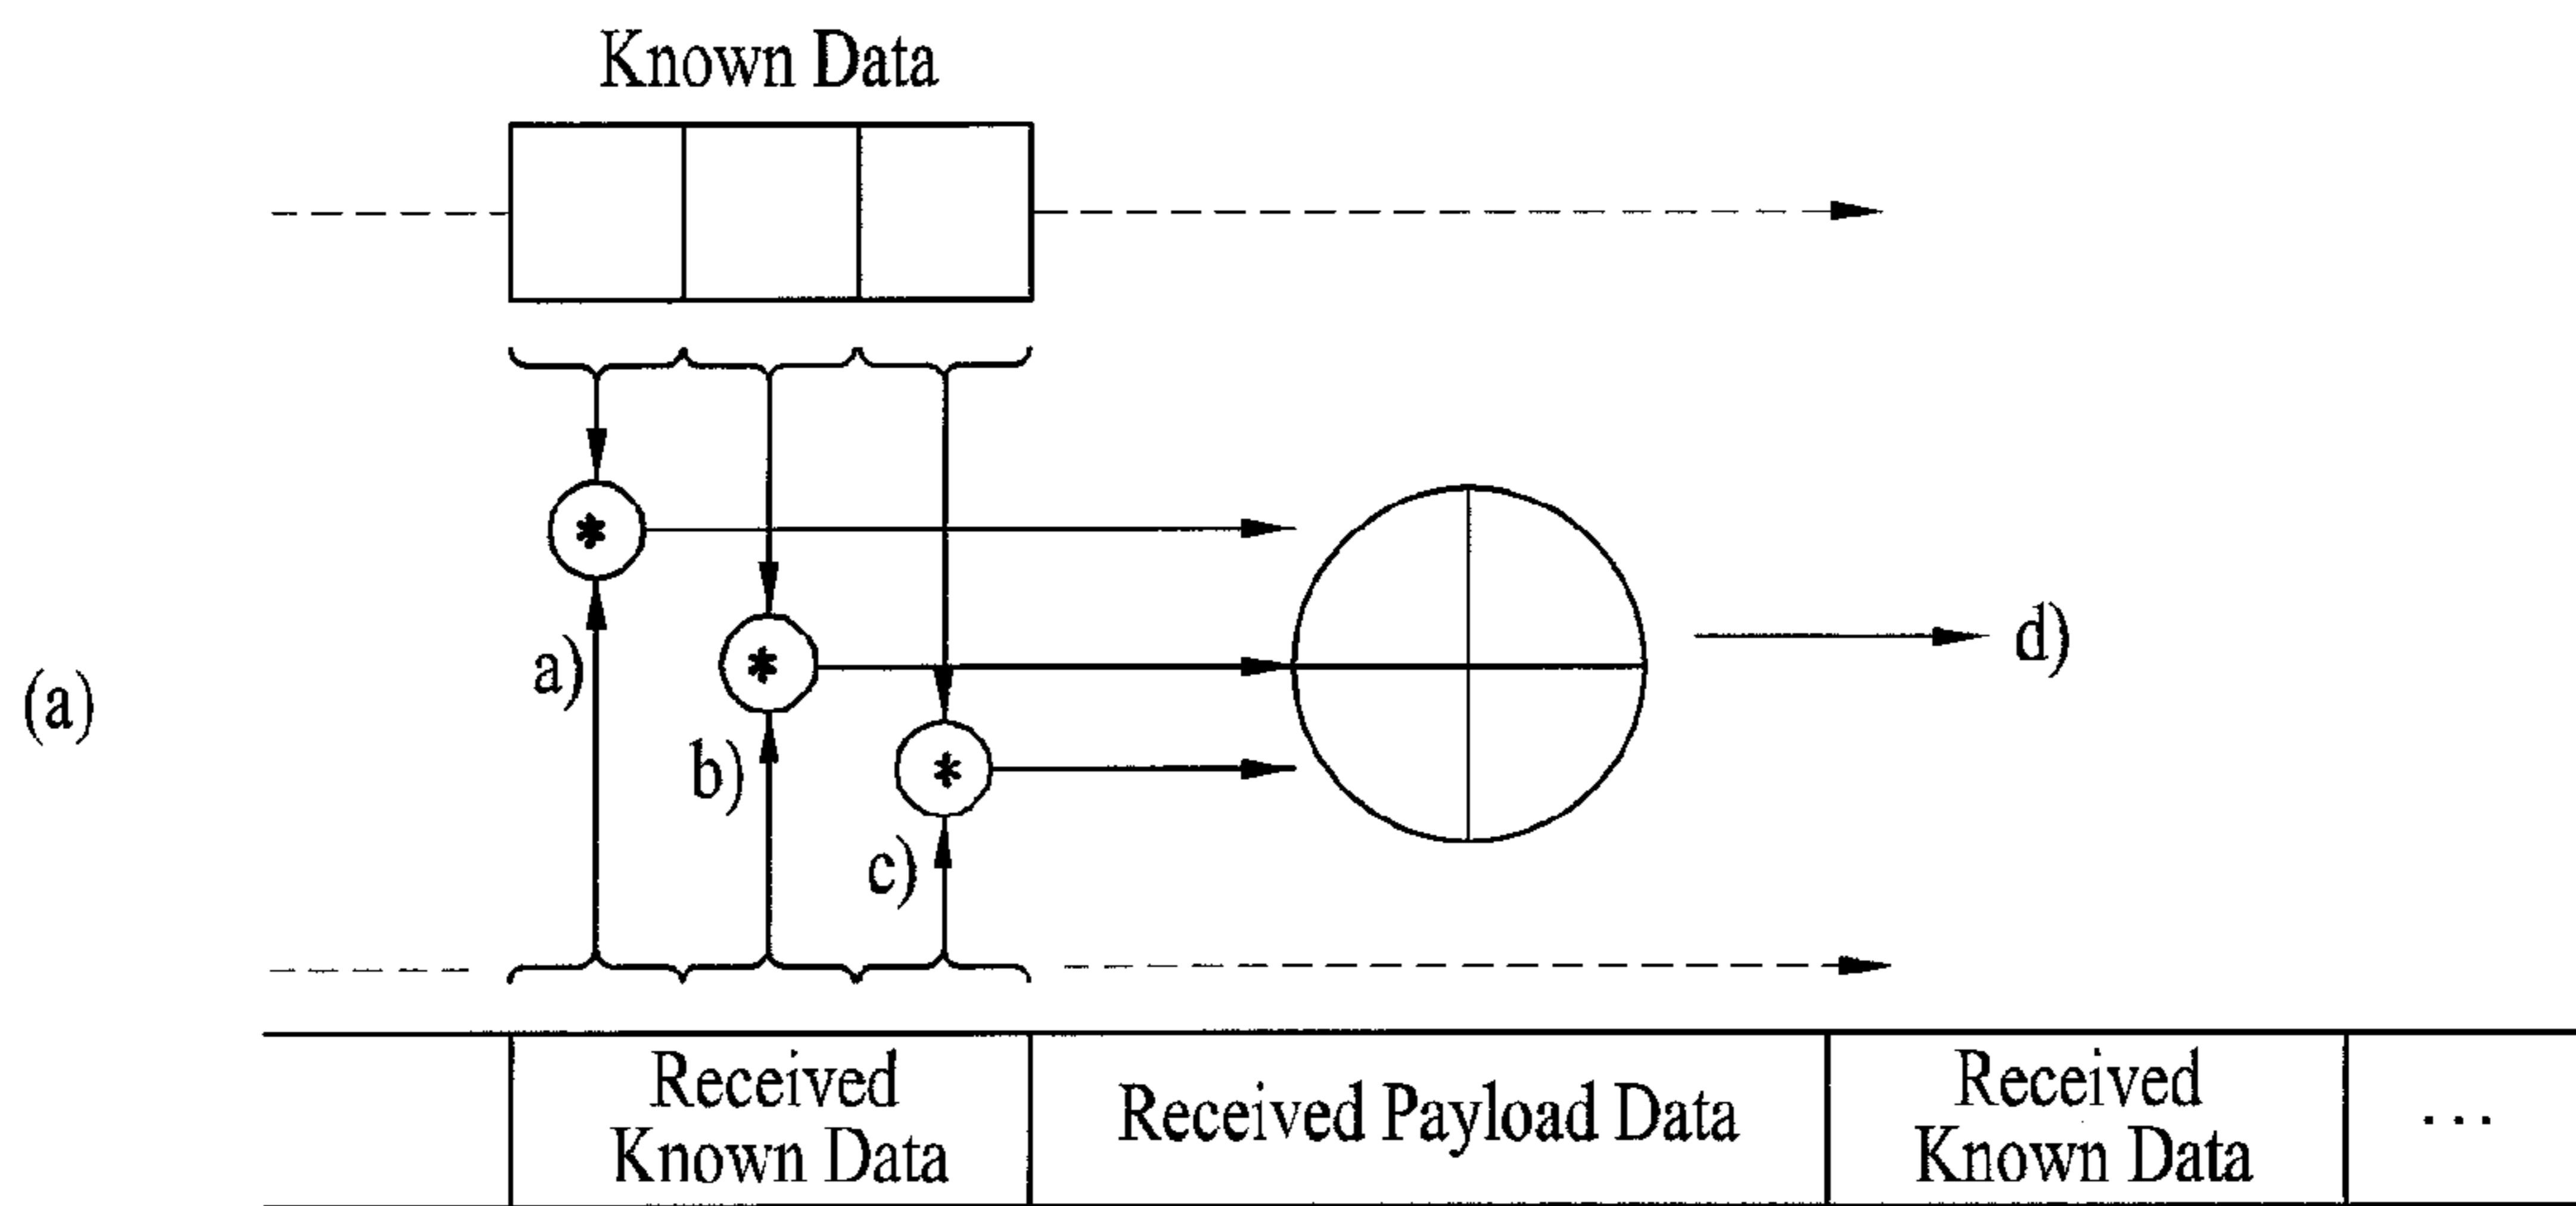 Known Data
*
*
*
a)
b)
c)
d)
(a)
Received
Known Data
Received Payload Data
Received
Known Data
...